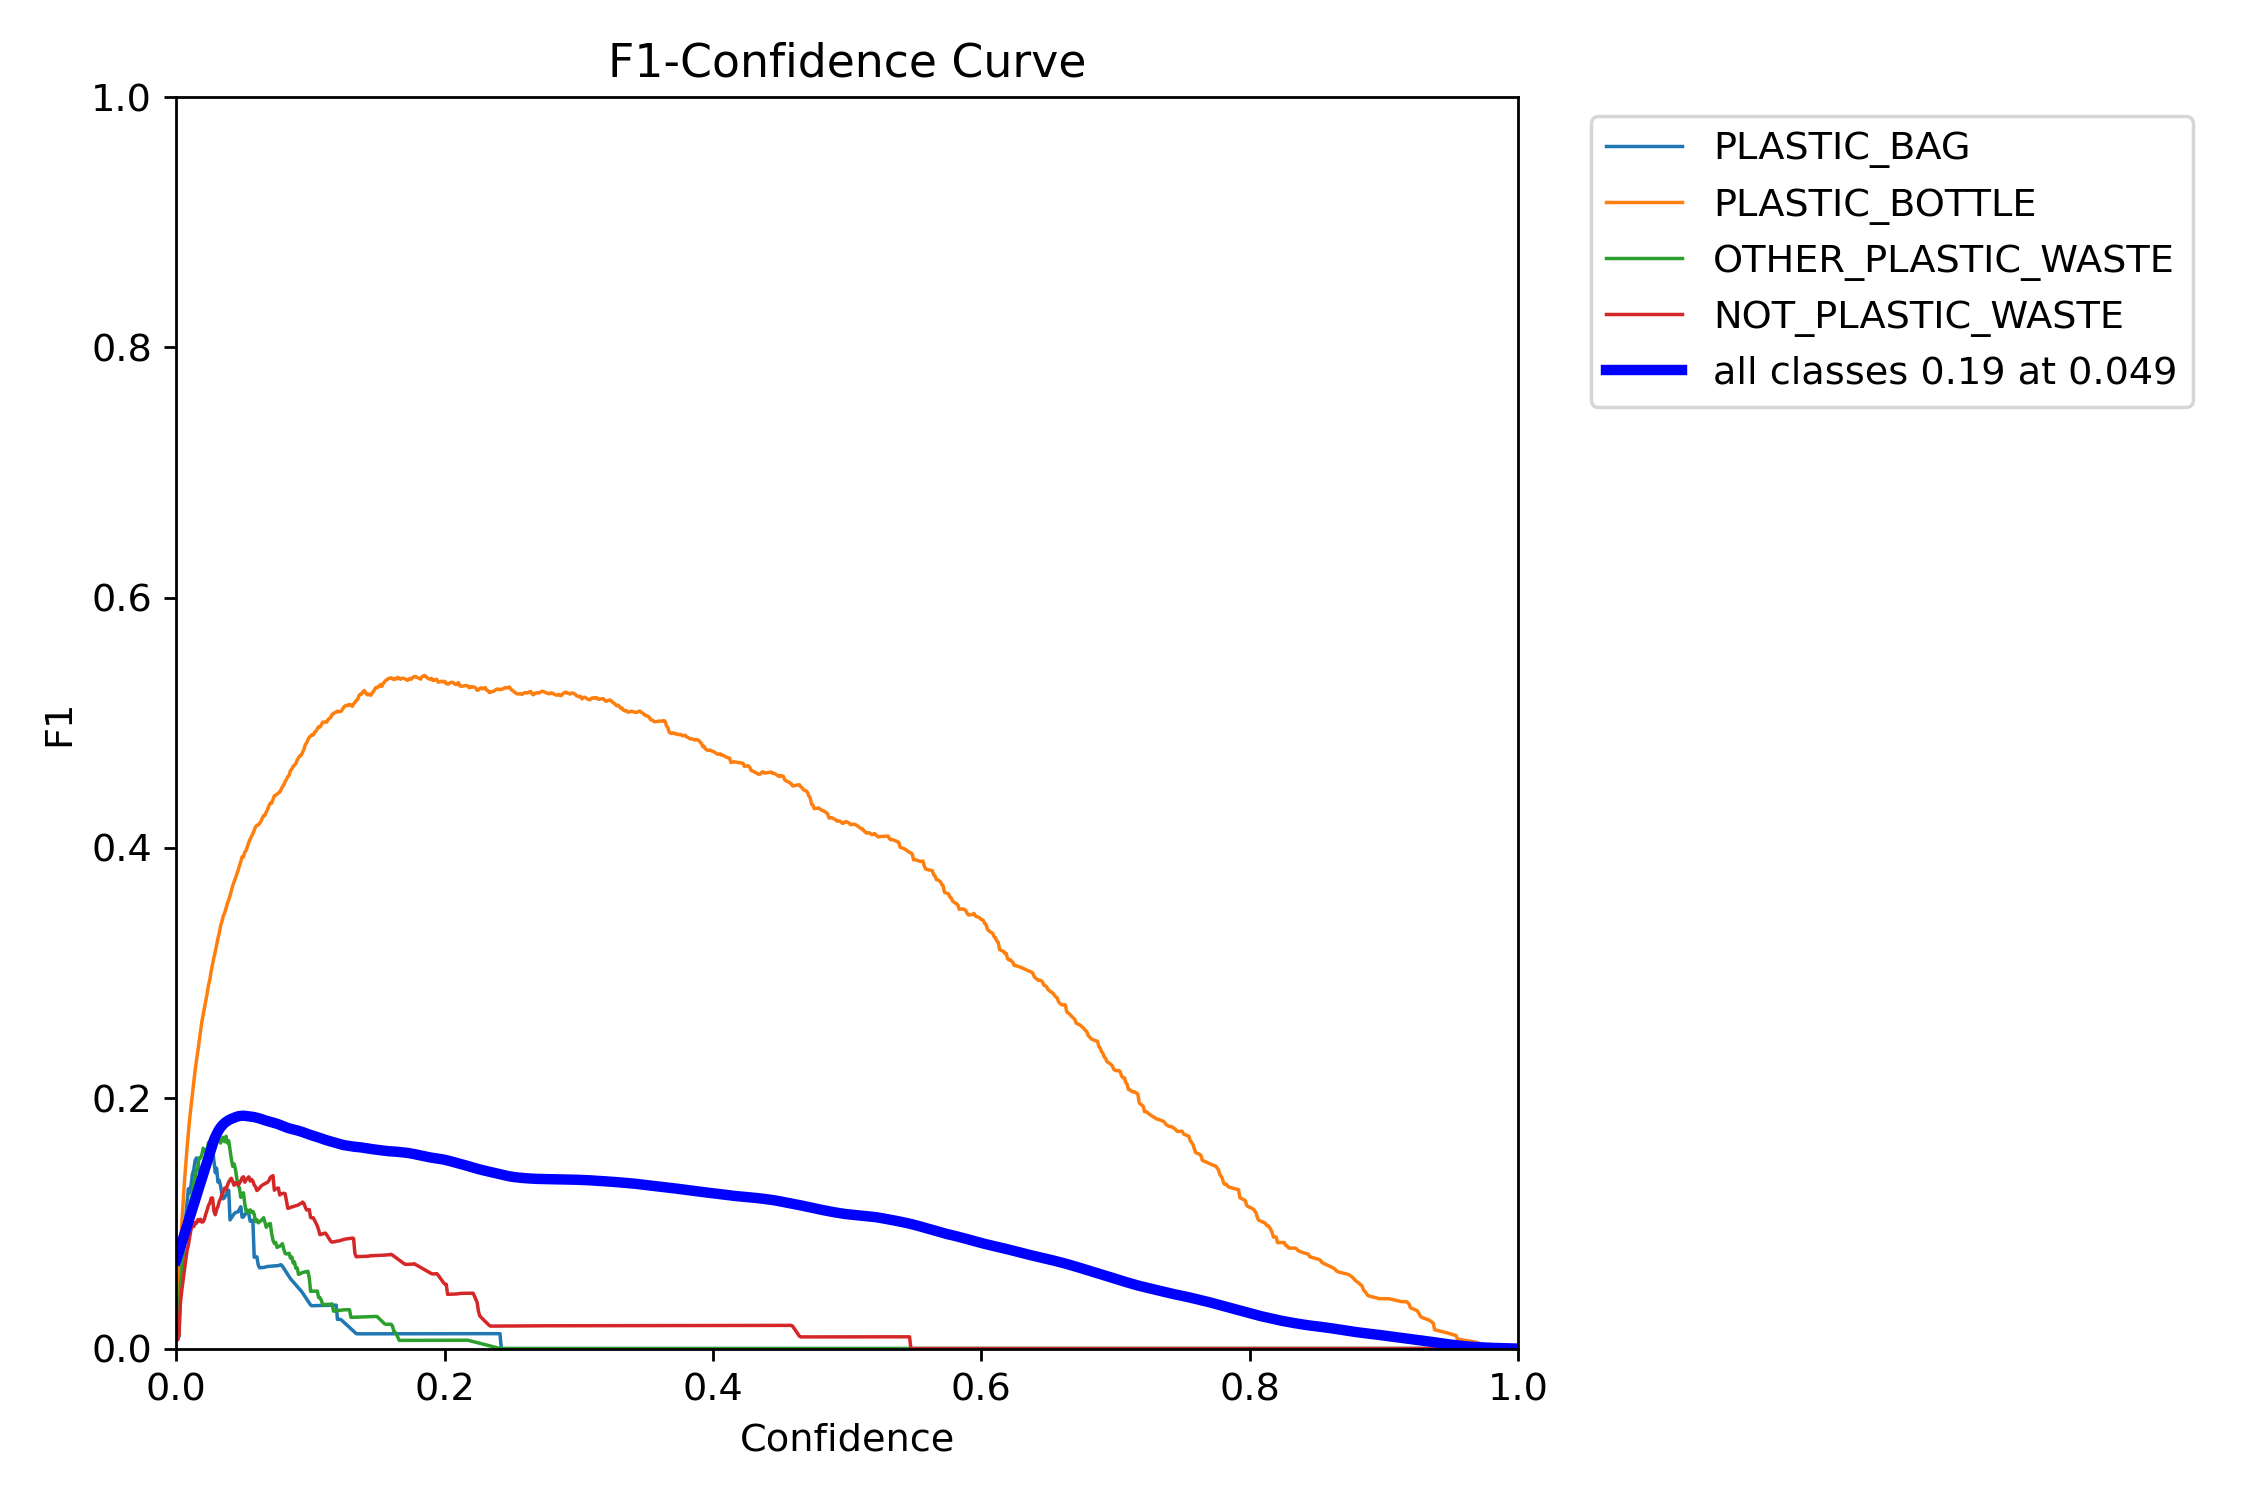 F1-Confidence Curve
1.0
0.8
0.6
0.4
0.2
0.0
F1
0.0 0.2 0.4 0.6 0.8 1.0
Confidence
PLASTIC_BAG
PLASTIC_BOTTLE
OTHER_PLASTIC_WASTE
NOT_PLASTIC_WASTE
all classes 0.19 at 0.049